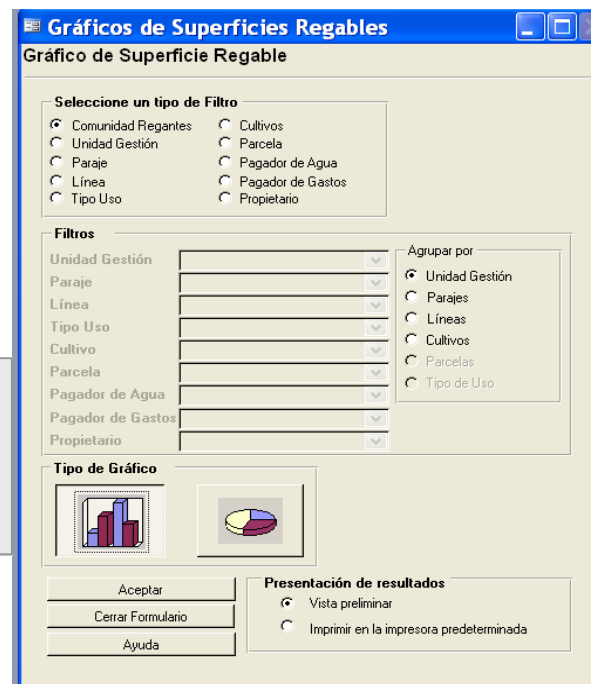 Gráficos de Superficies Regables
Gráfico de Superficie Regable
Seleccione un tipo de Filtro
Comunidad Regantes
Cultivos
Unidad Gestión
Parcela
Paraje
Pagador de Agua
Línea
Pagador de Gastos
Tipo Uso
Propietario
Filtros
Unidad Gestión
Paraje
Línea
Tipo Uso
Cultivo
Parcela
Pagador de Agua
Pagador de Gastos
Propietario
Agrupar por
Unidad Gestión
Parajes
Líneas
Cultivos
Parcelas
Tipo de Uso
Tipo de Gráfico
Aceptar
Cerrar Formulario
Ayuda
Presentación de resultados
Vista preliminar
Imprimir en la impresora predeterminada